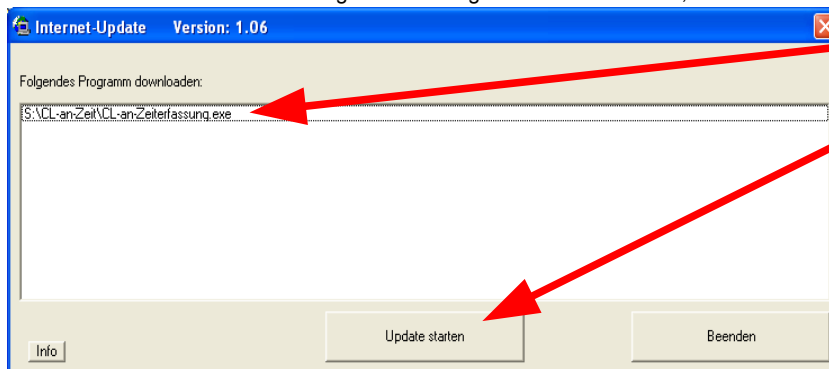 Internet-Update Version: 1.06
Folgendes Programm downloaden:
S:\CL-an-Zeit\CL-an-Zeiterfassung.exe
Update starten
Beenden
Info